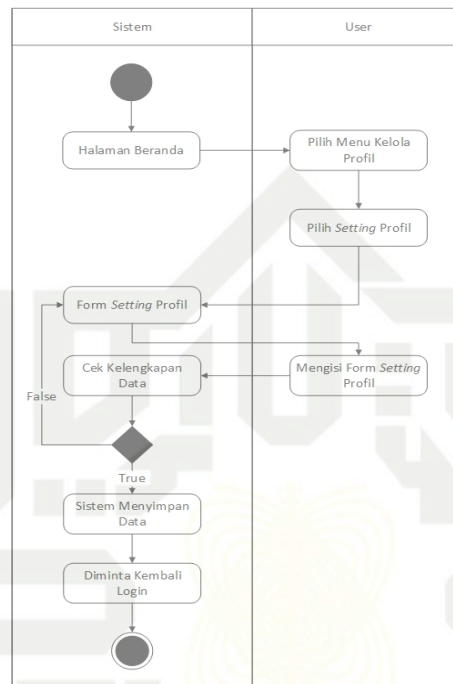 Sistem
User
Halaman Beranda
Pilih Menu Kelola
Profil
Pilih Setting Profil
Form Setting Profil
Mengisi Form Setting
Profil
Cek Kelengkapan
Data
False
True
Sistem Menyimpan
Data
Diminta Kembali
Login